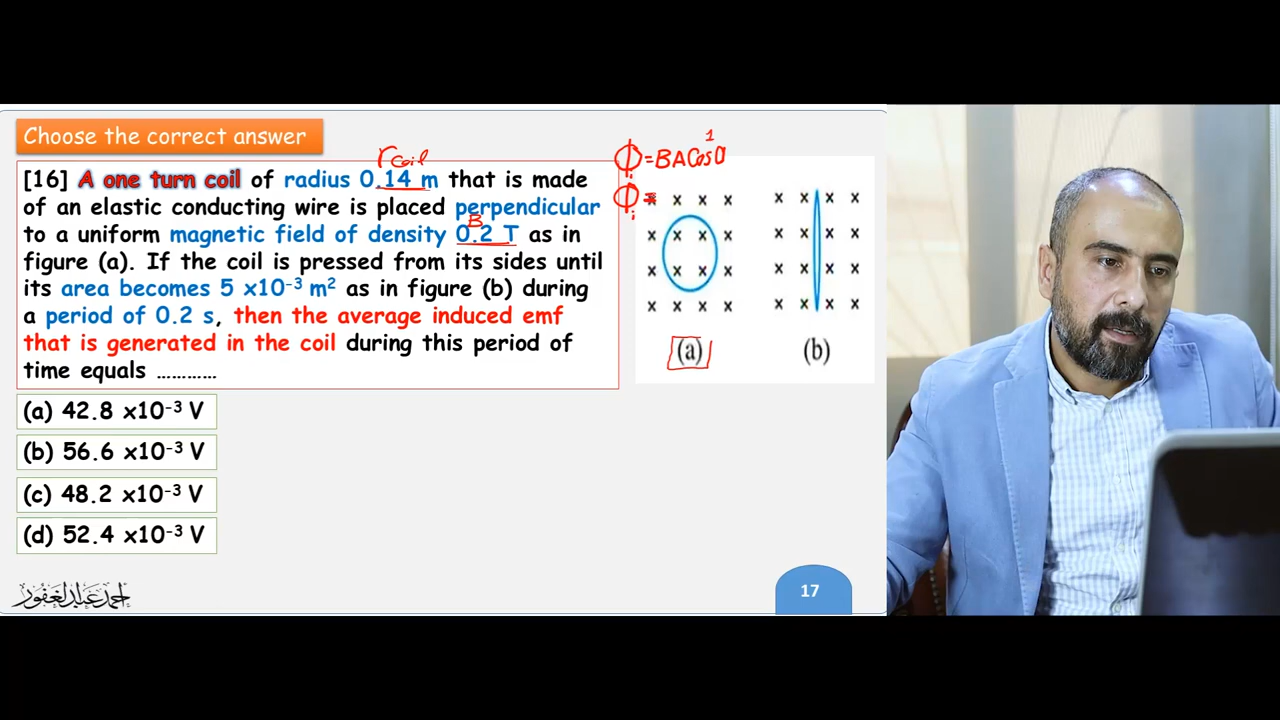 Choose the correct answer
r coil
[16] A one turn coil of radius 0.14 m that is made
of an elastic conducting wire is placed perpendicular
B
to a uniform magnetic field of density 0.2 T as in
figure (a). If the coil is pressed from its sides until
its area becomes 5 x10⁻³ m² as in figure (b) during
a period of 0.2 s, then the average induced emf
that is generated in the coil during this period of
time equals …………
(a) 42.8 x10⁻³ V
(b) 56.6 x10⁻³ V
(c) 48.2 x10⁻³ V
(d) 52.4 x10⁻³ V
1
Φ = BA Cos θ
Φi =
x x x x
x x x x
x x x x
x x x x
(a)
x x x x
x x x x
x x x x
x x x x
(b)
احمد عبد الغفور
17